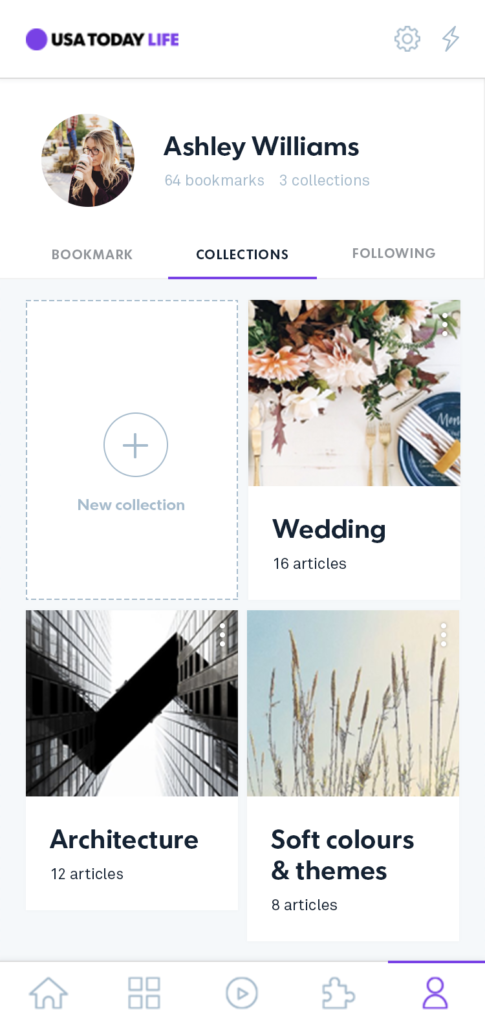 USA TODAY LIFE
Ashley Williams
64 bookmarks 3 collections
BOOKMARK COLLECTIONS FOLLOWING
New collection
Wedding
16 articles
Architecture
12 articles
Soft colours
& themes
8 articles